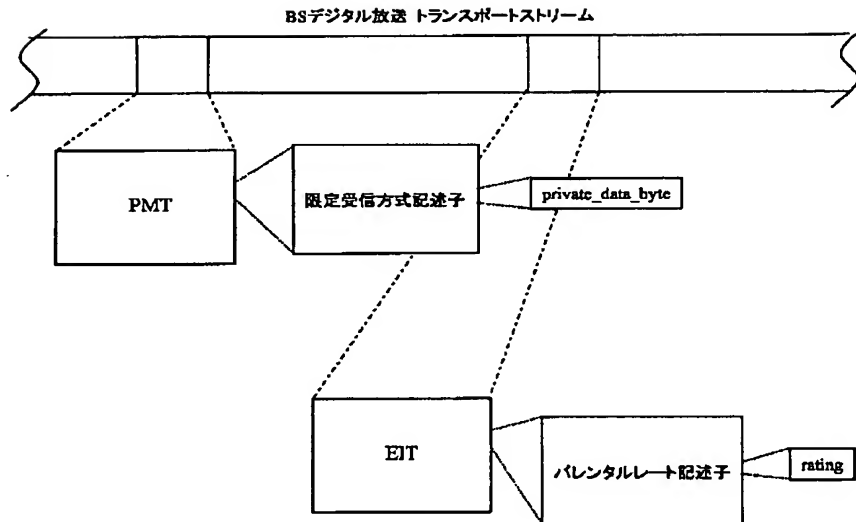 BSデジタル放送 トランスポートストリーム
PMT
限定受信方式記述子
private_data_byte
EIT
パレンタルレート記述子
rating